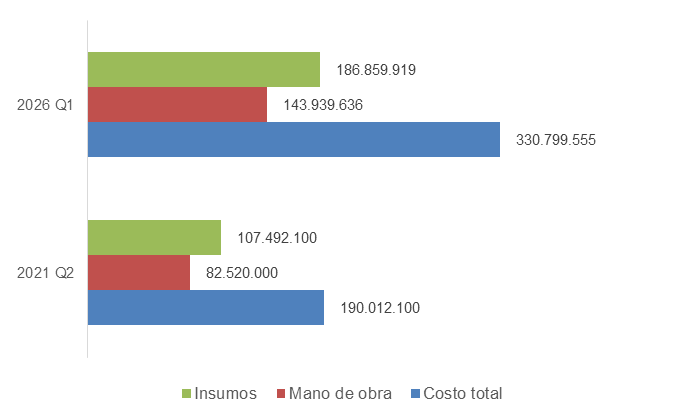 186.859.919
2026 Q1
143.939.636
330.799.555
107.492.100
2021 Q2
82.520.000
190.012.100
Insumos
Mano de obra
Costo total